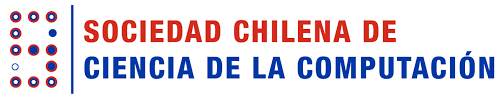 SOCIEDAD CHILENA DE
CIENCIA DE LA COMPUTACIÓN